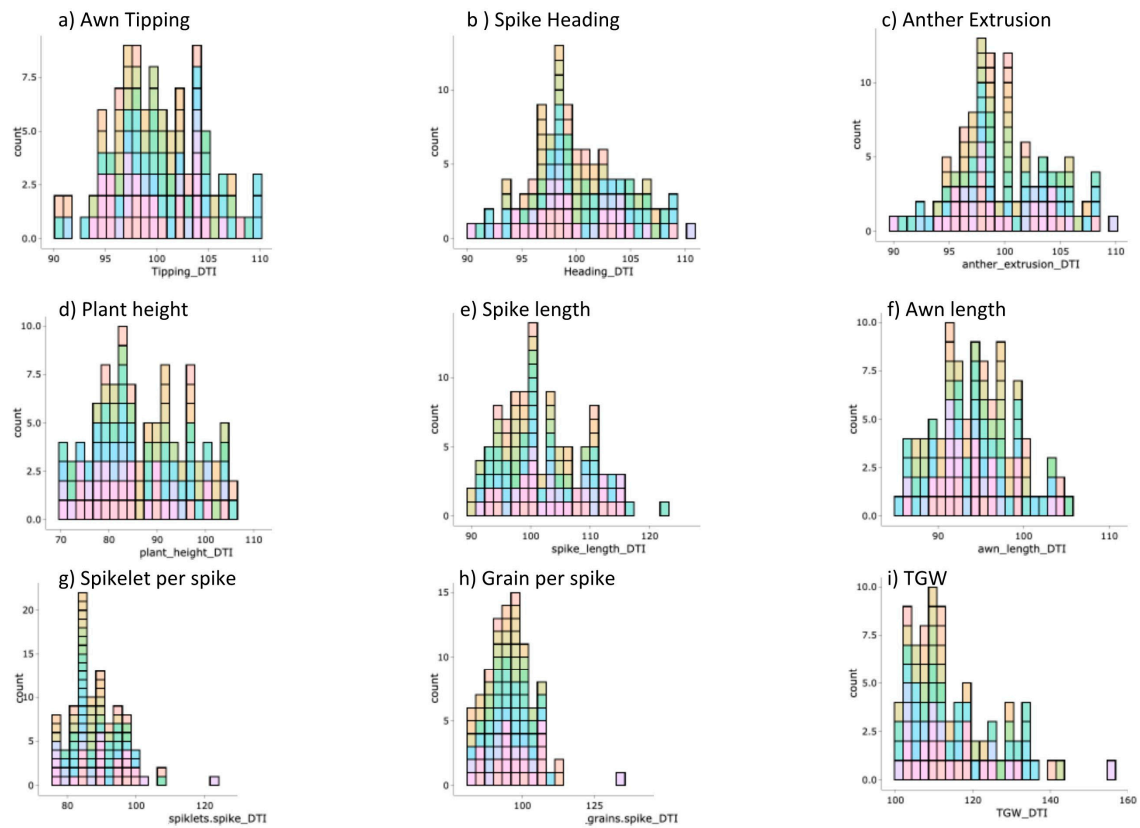 a) Awn Tipping
b ) Spike Heading
c) Anther Extrusion
count
7.5
5.0
2.5
0.0
90
95
100
105
110
Tipping_DTI
count
10
5
0
90
95
100
105
110
Heading_DTI
count
10
5
0
90
95
100
105
110
anther_extrusion_DTI
d) Plant height
e) Spike length
f) Awn length
count
10.0
7.5
5.0
2.5
0.0
70
80
90
100
110
plant_height_DTI
count
10
5
0
90
100
110
120
spike_length_DTI
count
10.0
7.5
5.0
2.5
0.0
90
100
110
awn_length_DTI
g) Spikelet per spike
h) Grain per spike
i) TGW
count
20
15
10
5
0
80
100
120
spiklets.spike_DTI
count
15
10
5
0
100
125
grains.spike_DTI
count
10.0
7.5
5.0
2.5
0.0
100
120
140
160
TGW_DTI